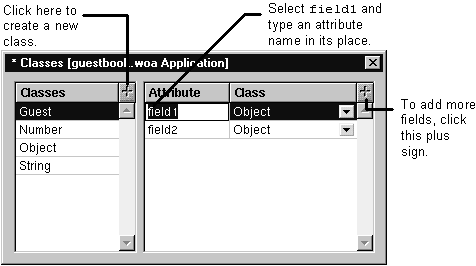 Click here to
create a new
class.
Select field1 and
type an attribute
name in its place.
* Classes [guestbook.woa Application]
Classes
Attribute
Class
Guest
field1
Object
Number
field2
Object
Object
String
To add more
fields, click
this plus
sign.